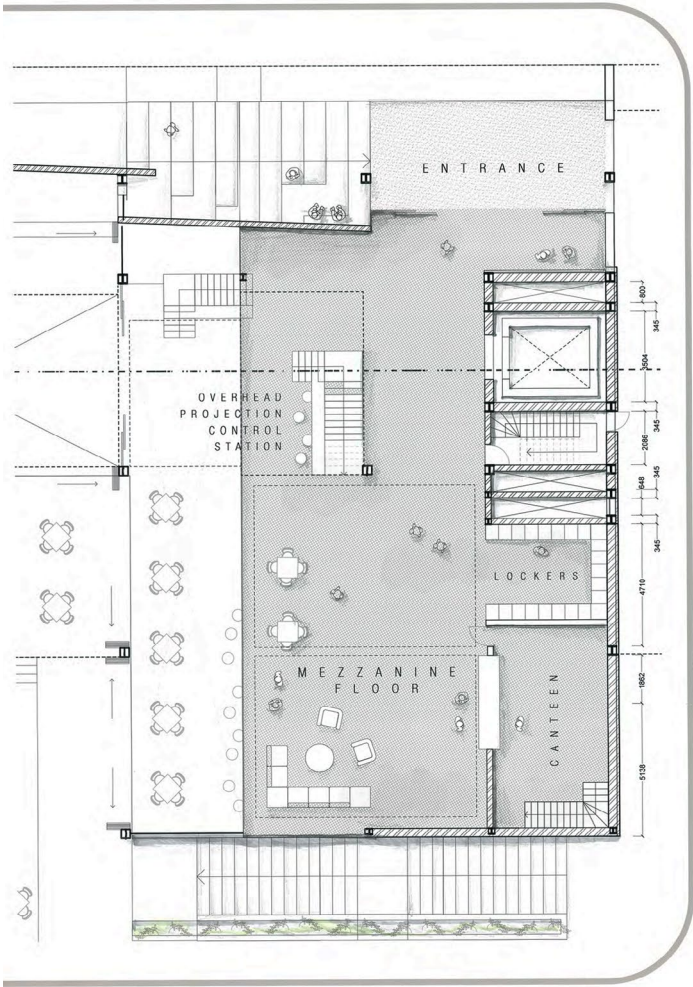 ENTRANCE
800
345
3504
OVERHEAD
PROJECTION
CONTROL
STATION
345
2086
345
648
345
LOCKERS
4710
MEZZANINE
FLOOR
CANTEEN
1862
5138